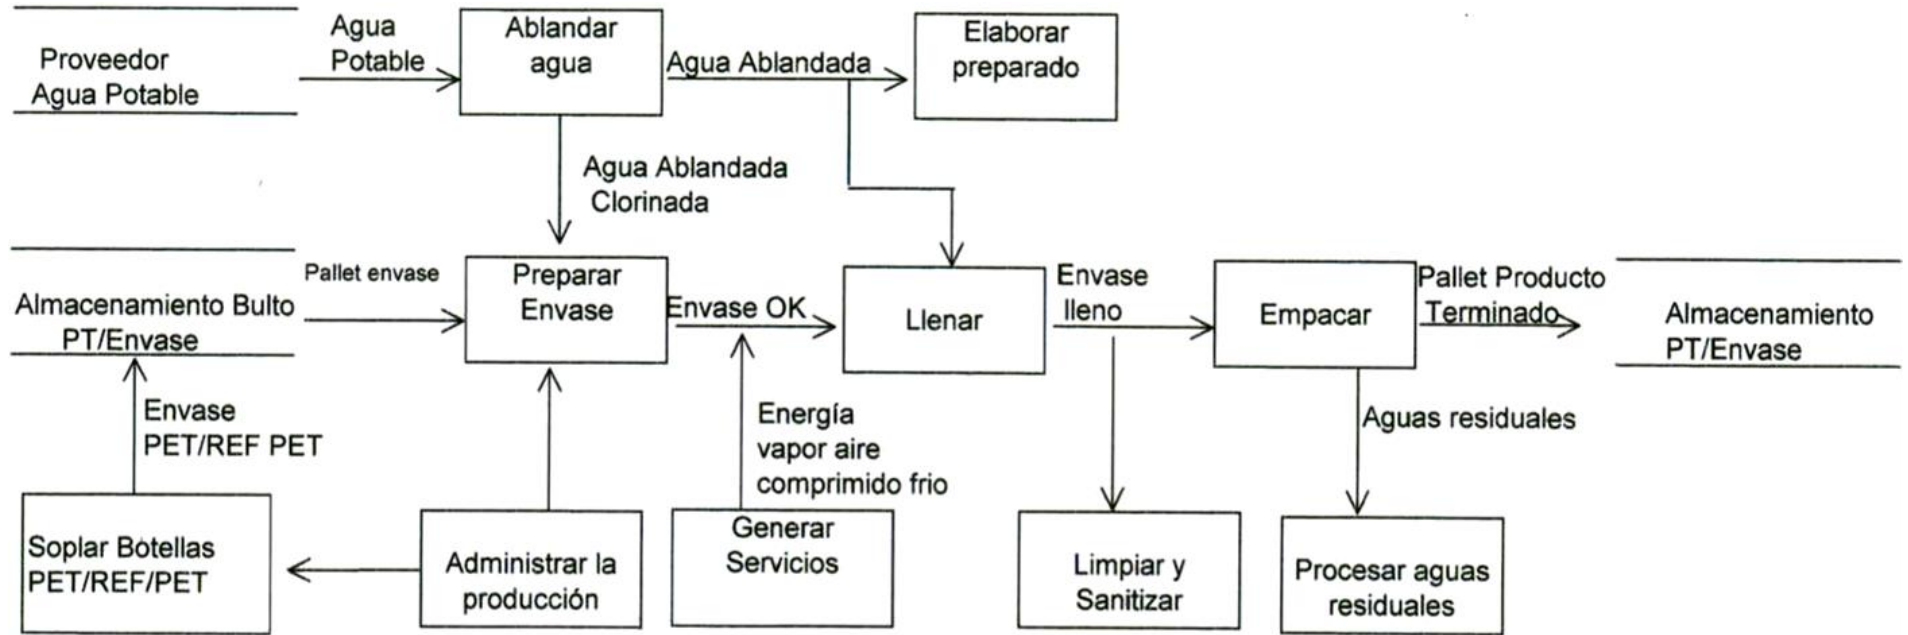 Proveedor
Agua Potable
Agua
Potable
Ablandar
agua
Agua Ablandada
Elaborar
preparado
Agua Ablandada
Clorinada
Almacenamiento Bulto
PT/Envase
Pallet envase
Preparar
Envase
Envase OK
Llenar
Envase
lleno
Empacar
Pallet Producto
Terminado
Almacenamiento
PT/Envase
Envase
PET/REF PET
Energía
vapor aire
comprimido frio
Aguas residuales
Soplar Botellas
PET/REF/PET
Administrar la
producción
Generar
Servicios
Limpiar y
Sanitizar
Procesar aguas
residuales